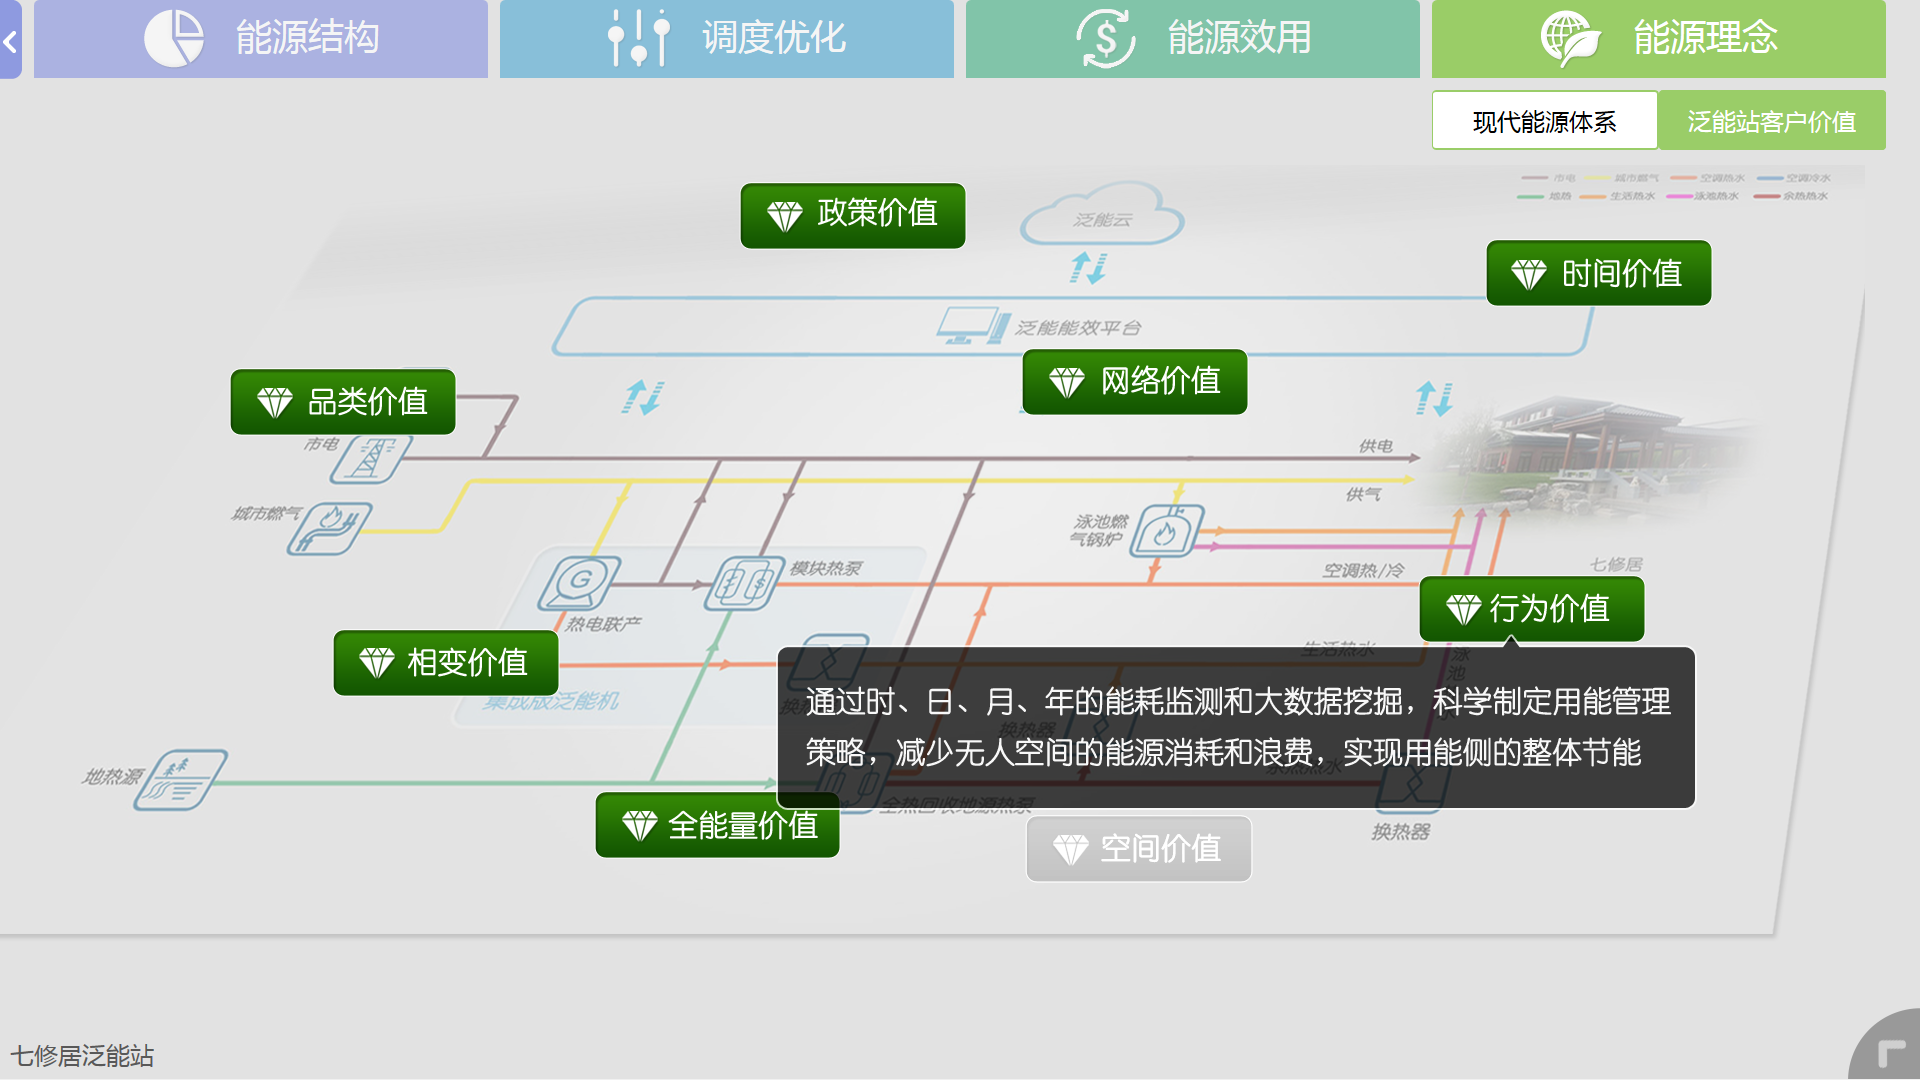 能源结构
调度优化
能源效用
能源理念
现代能源体系
泛能站客户价值
市电
城市燃气
空调热水
空调冷水
地热
生活热水
泳池热水
余热热水
政策价值
泛能云
时间价值
泛能能效平台
网络价值
品类价值
市电
供电
供气
城市燃气
泳池燃
气锅炉
模块热泵
空调热/冷
七修居
热电联产
行为价值
相变价值
生活热水
泳
池
集成版泛能机
通过时、日、月、年的能耗监测和大数据挖掘，科学制定用能管理
策略，减少无人空间的能源消耗和浪费，实现用能侧的整体节能
换热器
地热源
全热回收地源热泵
全能量价值
空间价值
换热器
七修居泛能站